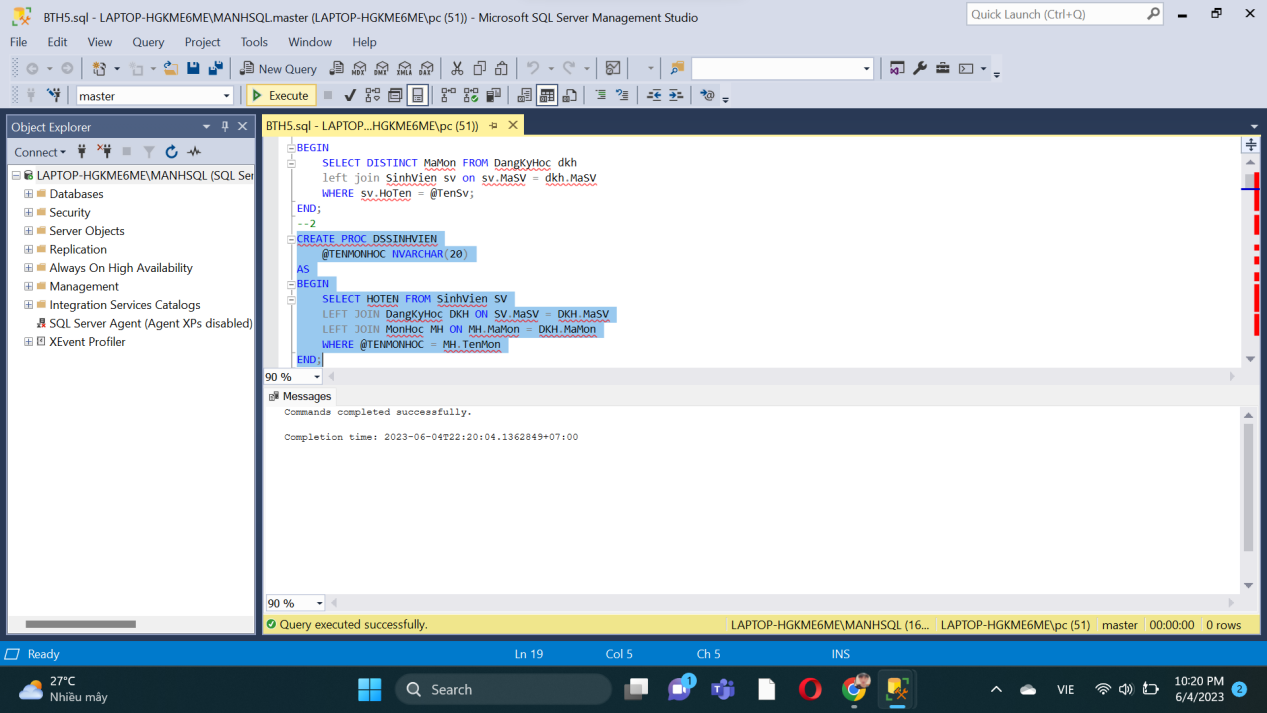 BTH5.sql - LAPTOP-HGKME6ME\MANHSQL.master (LAPTOP-HGKME6ME\pc (51)) - Microsoft SQL Server Management Studio
Quick Launch (Ctrl+Q)
File Edit View Query Project Tools Window Help
New Query MDX DMX XMLA DAX
master Execute
Object Explorer
BTH5.sql - LAPTOP...HGKME6ME\pc (51))
Connect
LAPTOP-HGKME6ME\MANHSQL (SQL Ser
Databases
Security
Server Objects
Replication
Always On High Availability
Management
Integration Services Catalogs
SQL Server Agent (Agent XPs disabled)
XEvent Profiler
BEGIN
SELECT DISTINCT MaMon FROM DangKyHoc dkh
left join SinhVien sv on sv.MaSV = dkh.MaSV
WHERE sv.HoTen = @TenSv;
END;
--2
CREATE PROC DSSINHVIEN
@TENMONHOC NVARCHAR(20)
AS
BEGIN
SELECT HOTEN FROM SinhVien SV
LEFT JOIN DangKyHoc DKH ON SV.MaSV = DKH.MaSV
LEFT JOIN MonHoc MH ON MH.MaMon = DKH.MaMon
WHERE @TENMONHOC = MH.TenMon
END;
90 %
Messages
Commands completed successfully.
Completion time: 2023-06-04T22:20:04.1362849+07:00
90 %
Query executed successfully. LAPTOP-HGKME6ME\MANHSQL (16... LAPTOP-HGKME6ME\pc (51) master 00:00:00 0 rows
Ready Ln 19 Col 5 Ch 5 INS
27°C
Nhiều mây
Search
1
VIE
10:20 PM
6/4/2023
2